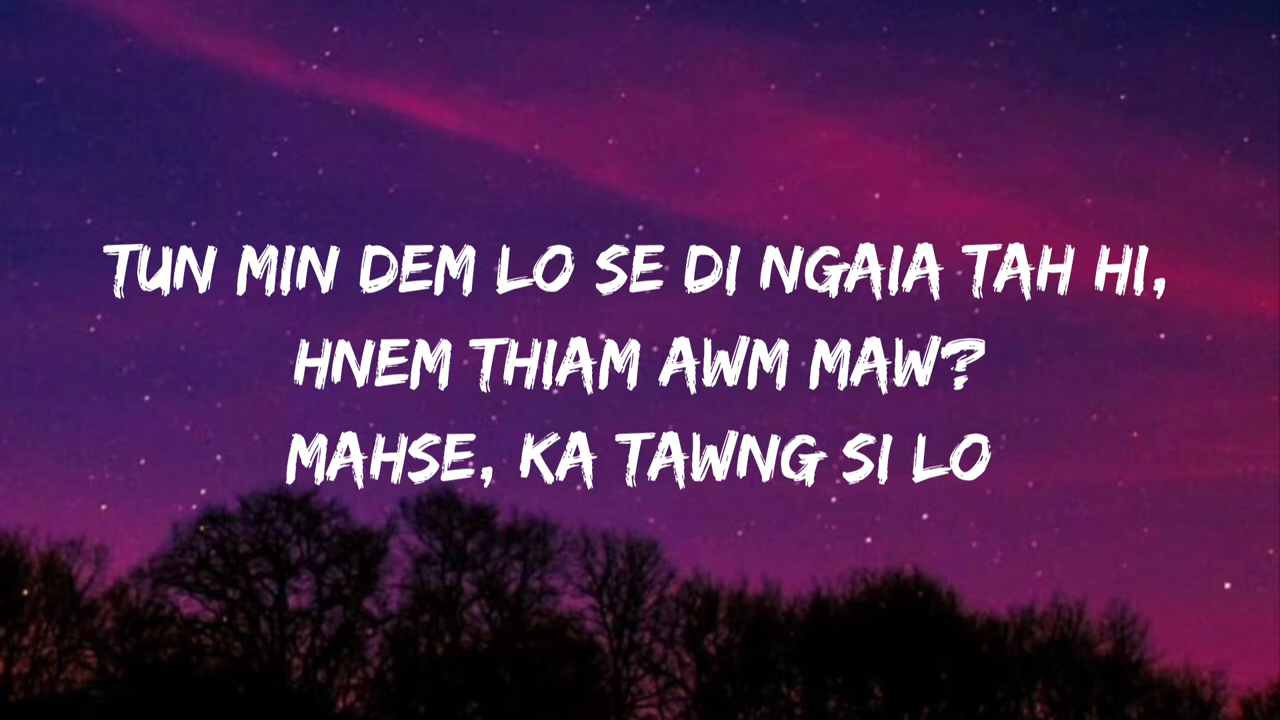 TUN MIN DEM LO SE DI NGAIA TAH HI,
HNEM THIAM AWM MAW?
MAHSE, KA TAWNG SI LO